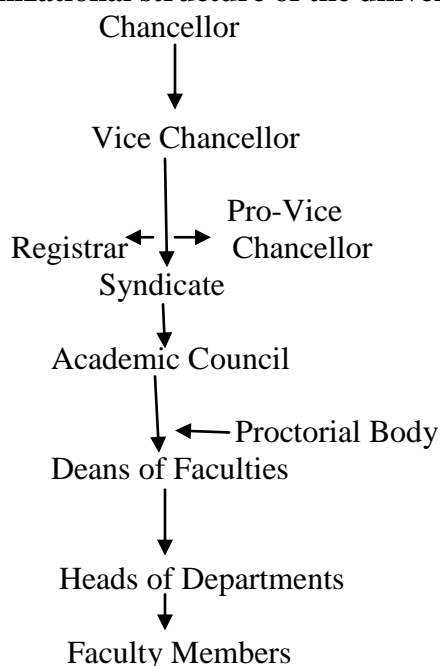 Chancellor
Vice Chancellor
Pro-Vice
Registrar Chancellor
Syndicate
Academic Council
Proctorial Body
Deans of Faculties
Heads of Departments
Faculty Members